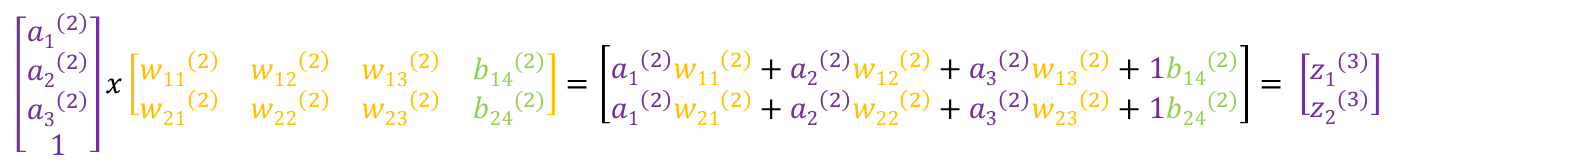 [a₁⁽²⁾ a₂⁽²⁾ a₃⁽²⁾ 1] x [w₁₁⁽²⁾ w₁₂⁽²⁾ w₁₃⁽²⁾ b₁₄⁽²⁾ w₂₁⁽²⁾ w₂₂⁽²⁾ w₂₃⁽²⁾ b₂₄⁽²⁾] = [a₁⁽²⁾w₁₁⁽²⁾ + a₂⁽²⁾w₁₂⁽²⁾ + a₃⁽²⁾w₁₃⁽²⁾ + 1b₁₄⁽²⁾ a₁⁽²⁾w₂₁⁽²⁾ + a₂⁽²⁾w₂₂⁽²⁾ + a₃⁽²⁾w₂₃⁽²⁾ + 1b₂₄⁽²⁾] = [z₁⁽³⁾ z₂⁽³⁾]